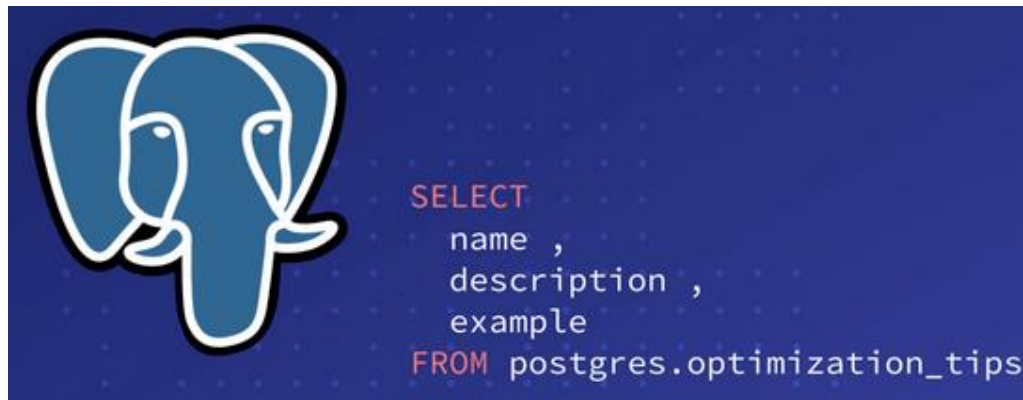 SELECT
name ,
description ,
example
FROM postgres.optimization_tips